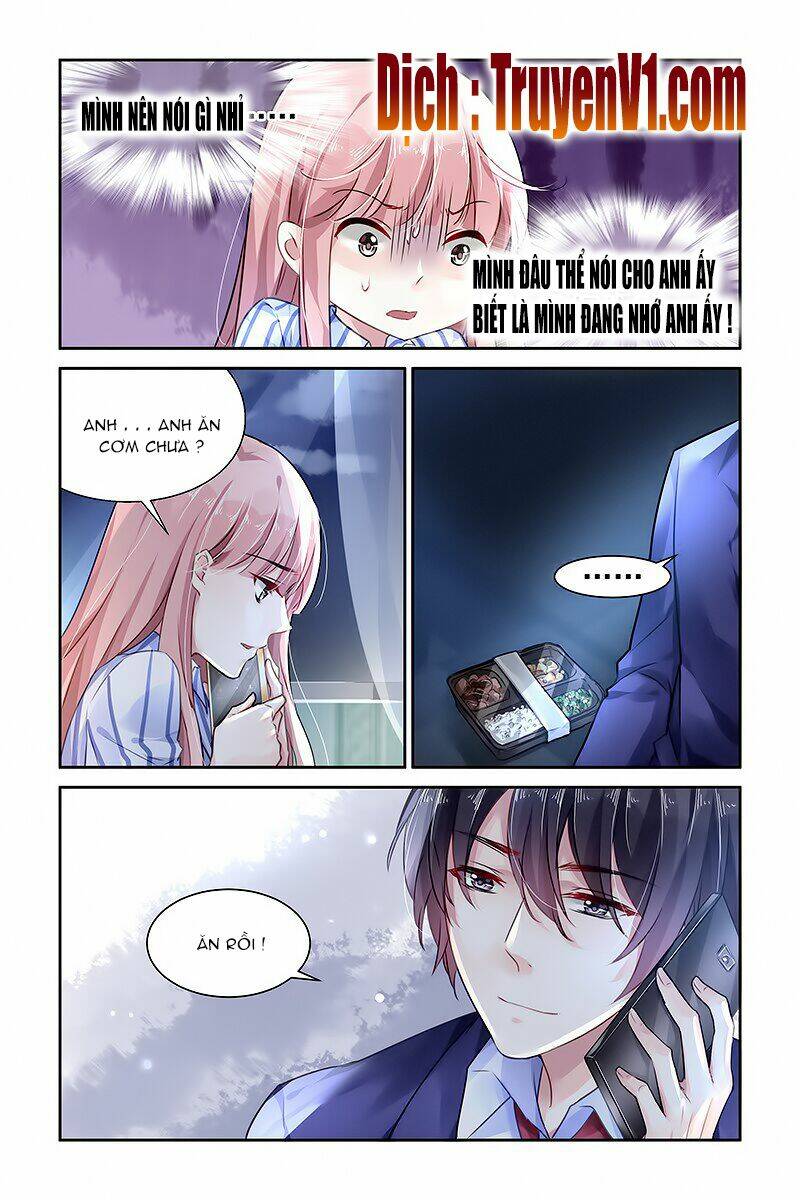 Dịch : TruyenV1.com
MÌNH NÊN NÓI GÌ NHỈ .....
MÌNH ĐÂU THỂ NÓI CHO ANH ẤY
BIẾT LÀ MÌNH ĐANG NHỚ ANH ẤY !
ANH . . . ANH ĂN
CƠM CHƯA ?
......
ĂN RỒI !